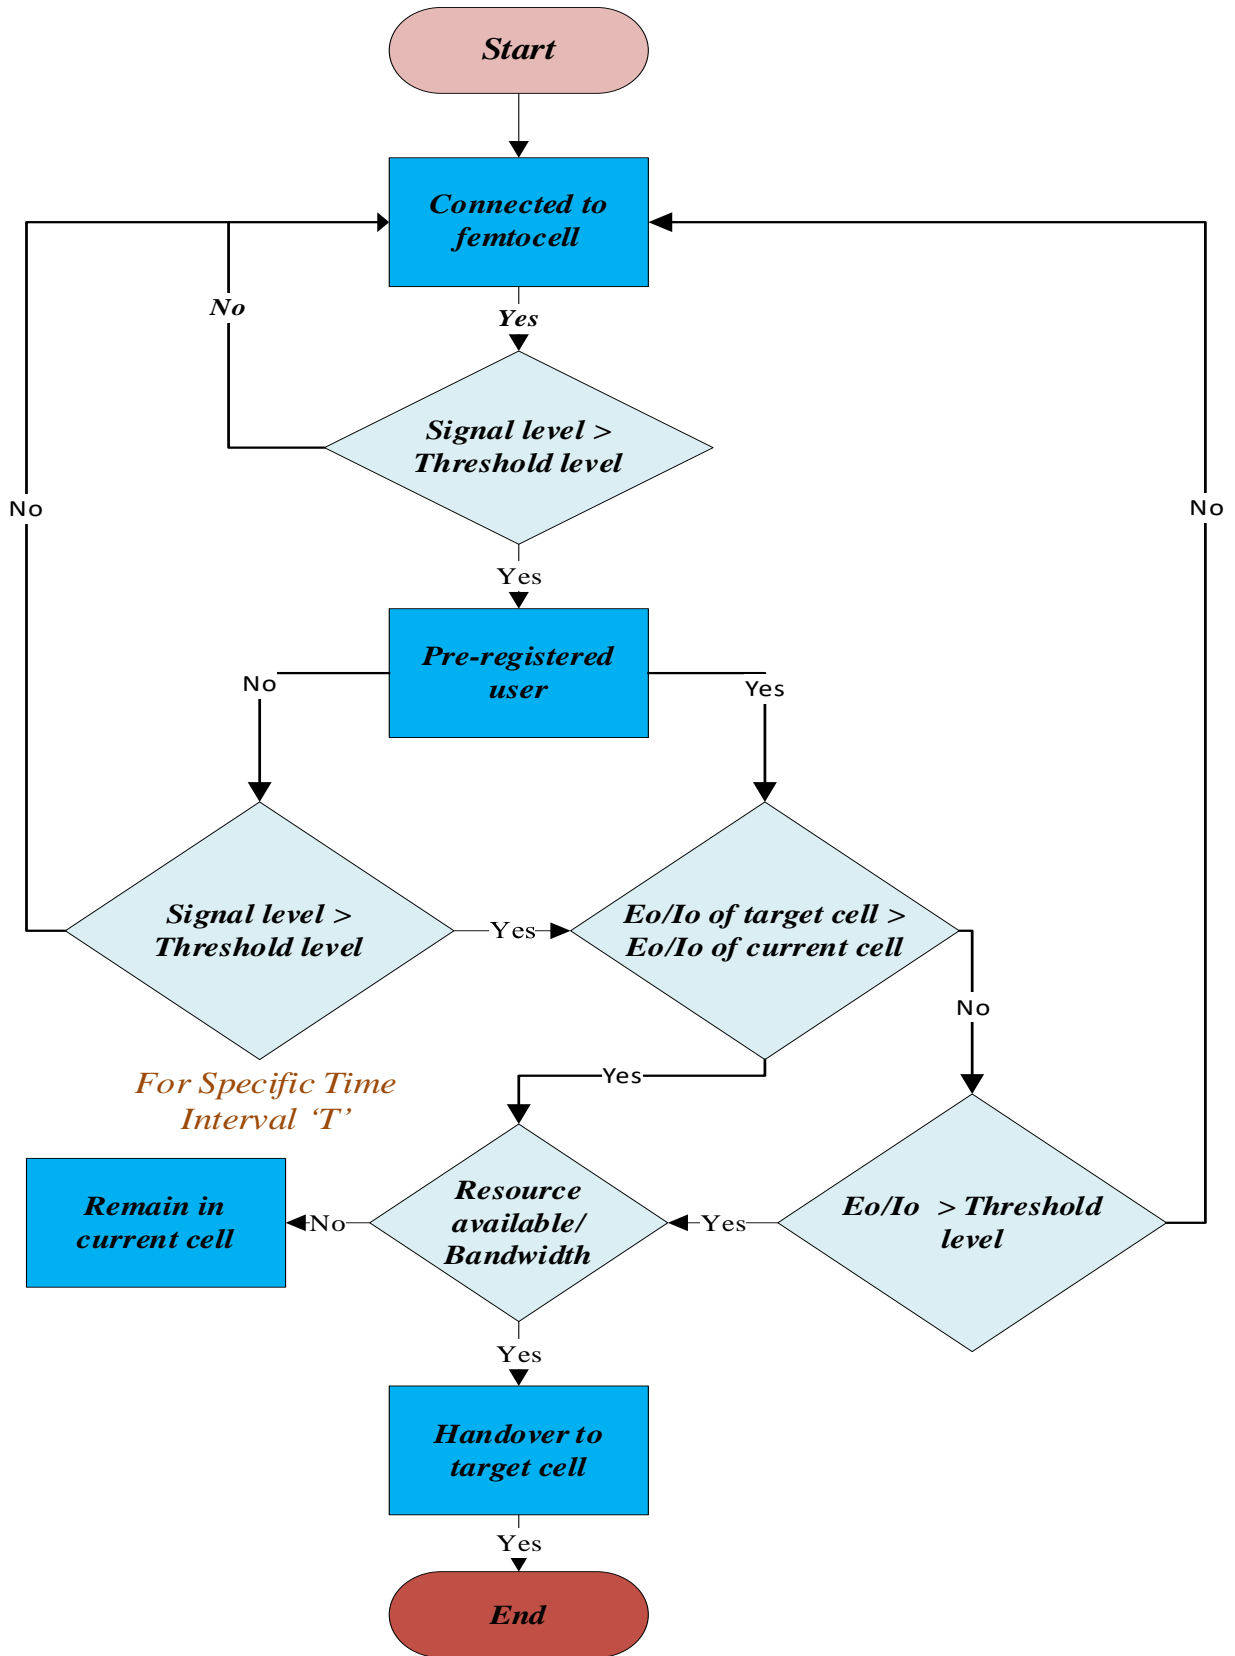 Start
Connected to
femtocell
No
Yes
Signal level >
Threshold level
No
No
Yes
Pre-registered
user
No
Yes
Signal level >
Threshold level
Yes
Eo/Io of target cell >
Eo/Io of current cell
No
For Specific Time
Interval ‘T’
Yes
Remain in
current cell
No
Resource
available/
Bandwidth
Yes
Eo/Io > Threshold
level
Yes
Handover to
target cell
Yes
End